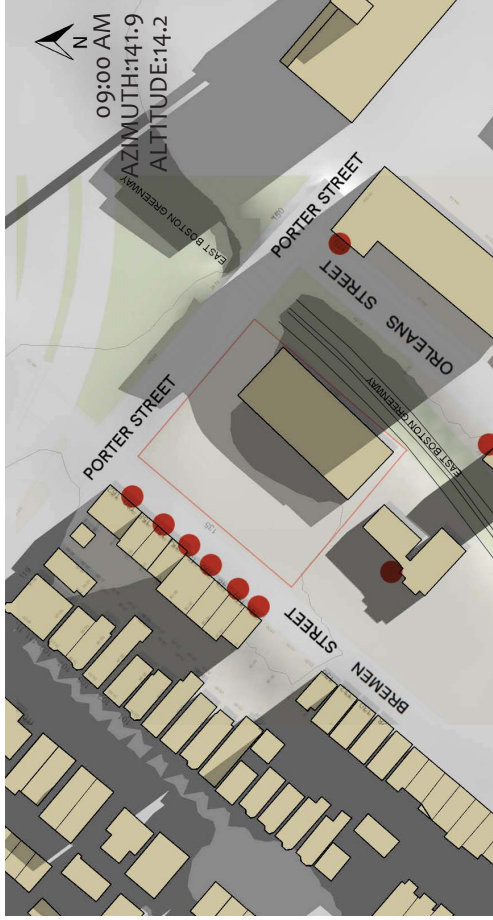 N
09:00 AM
AZIMUTH:141.9
ALTITUDE:14.2
EAST BOSTON GREENWAY
PORTER STREET
ORLEANS STREET
PORTER STREET
EAST BOSTON GREENWAY
135
BREMEN STREET